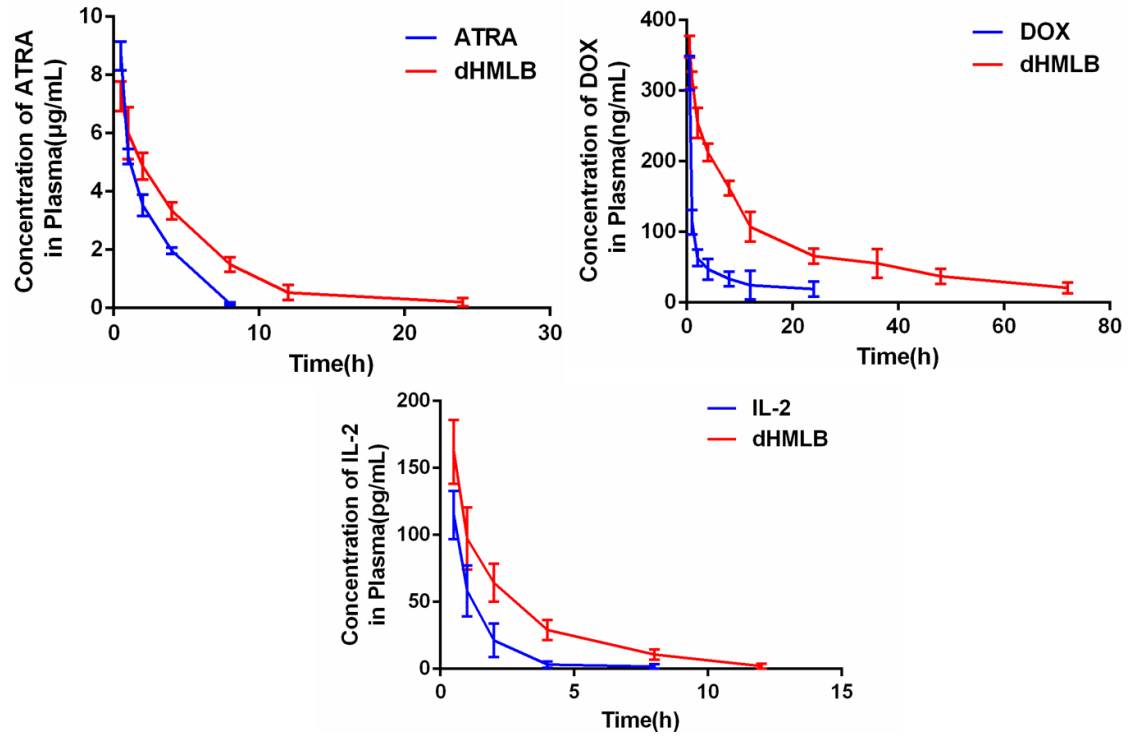 Concentration of ATRA
in Plasma(μg/mL)
10
8
6
4
2
0
0
10
20
30
Time(h)
ATRA
dHMLB
Concentration of DOX
in Plasma(ng/mL)
400
300
200
100
0
0
20
40
60
80
Time(h)
DOX
dHMLB
Concentration of IL-2
in Plasma(pg/mL)
200
150
100
50
0
0
5
10
15
Time(h)
IL-2
dHMLB